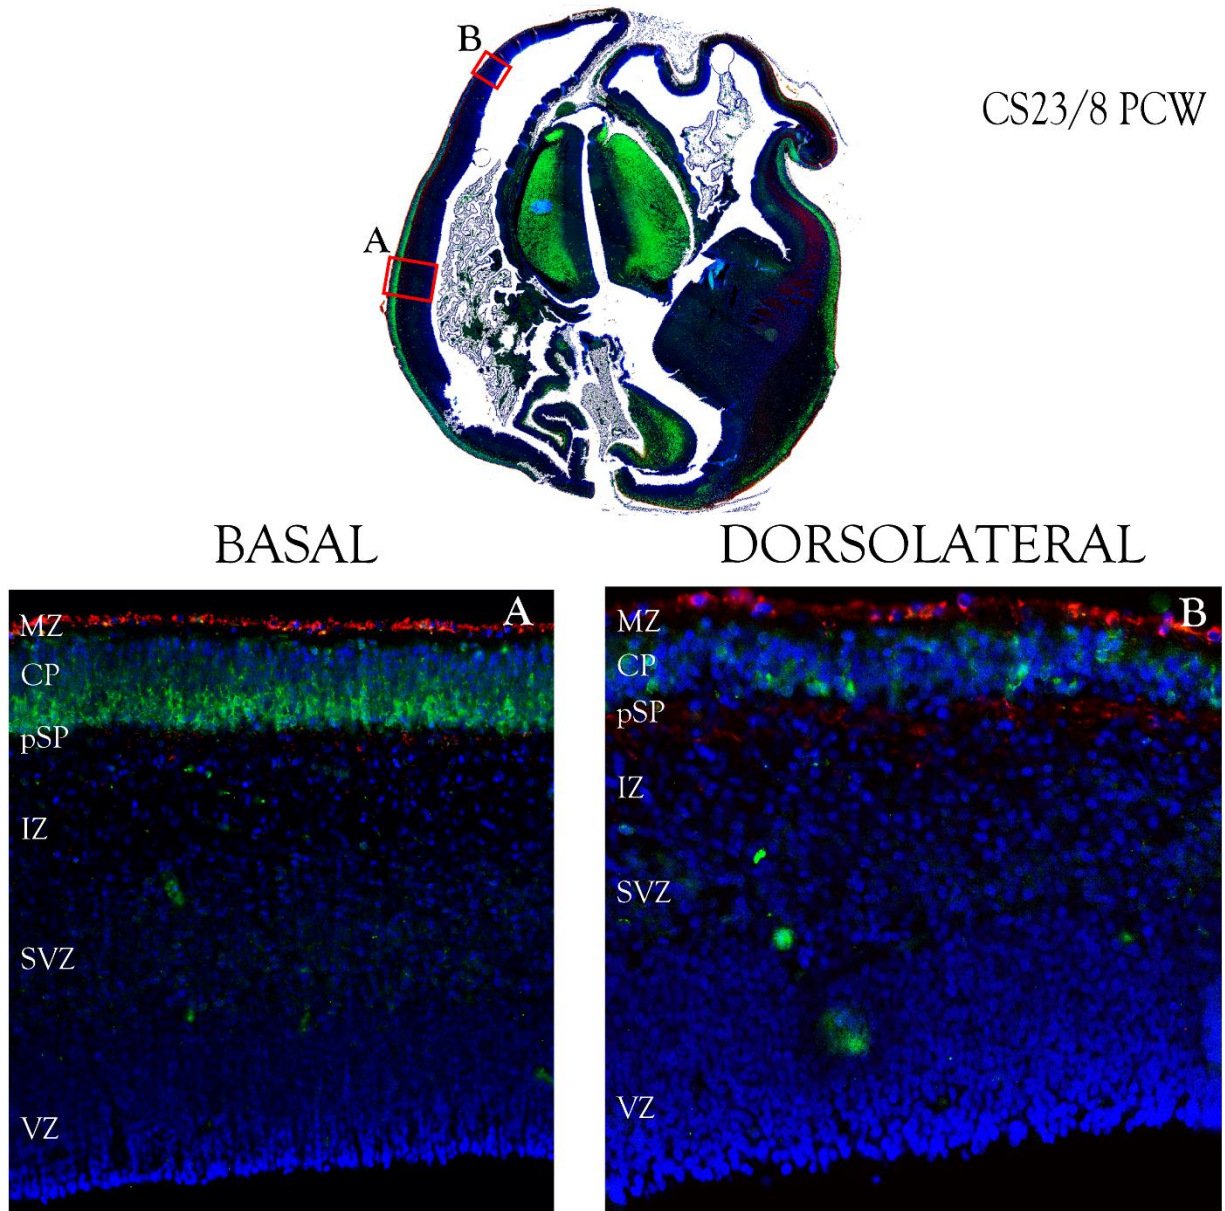 B
CS23/8 PCW
A
BASAL
DORSOLATERAL
A
MZ
CP
pSP
IZ
SVZ
VZ
B
MZ
CP
pSP
IZ
SVZ
VZ